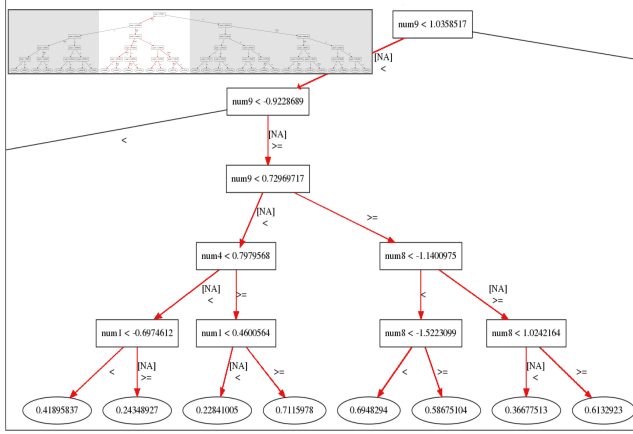 num9 < 1.0358517
[NA]
<
num9 < -0.9228689
<
[NA]
>=
num9 < 0.72969717
[NA]
<
>=
num4 < 0.7979568
num8 < -1.1400975
[NA]
<
>=
<
[NA]
>=
num1 < -0.6974612
num1 < 0.4600564
num8 < -1.5223099
num8 < 1.0242164
<
[NA]
>=
[NA]
<
>=
<
>=
[NA]
<
>=
0.41895837
0.24348927
0.22841005
0.7115978
0.6948294
0.58675104
0.36677513
0.6132923